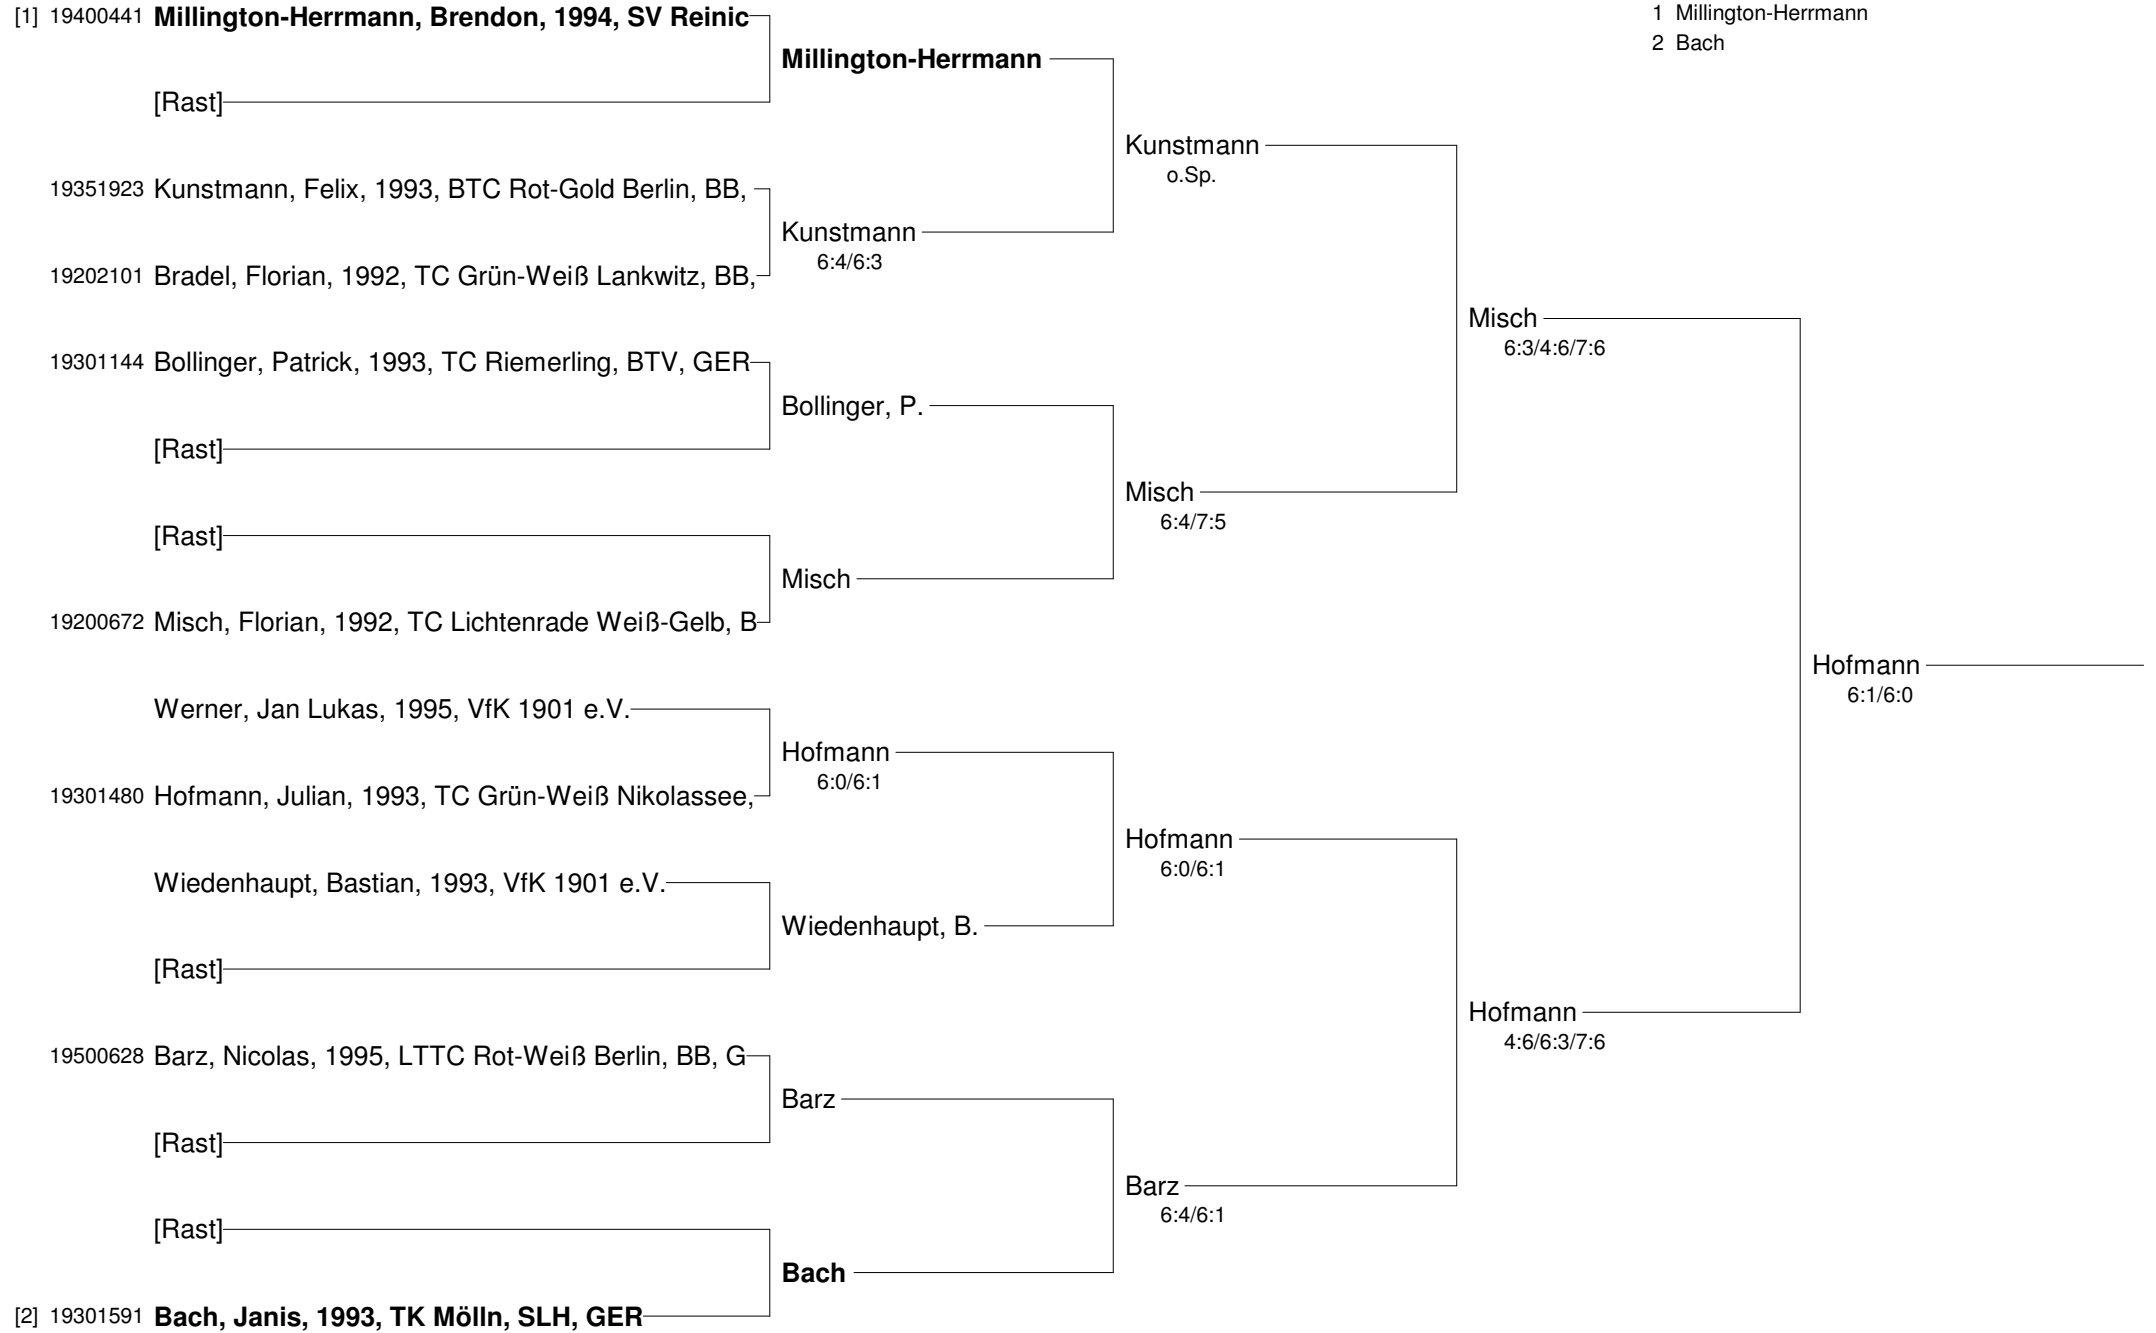 [1] 19400441 Millington-Herrmann, Brendon, 1994, SV Reinic
1 Millington-Herrmann
2 Bach
Millington-Herrmann
[Rast]
Kunstmann
o.Sp.
19351923 Kunstmann, Felix, 1993, BTC Rot-Gold Berlin, BB,
Kunstmann
6:4/6:3
19202101 Bradel, Florian, 1992, TC Grün-Weiß Lankwitz, BB,
Misch
6:3/4:6/7:6
19301144 Bollinger, Patrick, 1993, TC Riemerling, BTV, GER
Bollinger, P.
[Rast]
Misch
6:4/7:5
[Rast]
Misch
19200672 Misch, Florian, 1992, TC Lichtenrade Weiß-Gelb, B
Hofmann
6:1/6:0
Werner, Jan Lukas, 1995, VfK 1901 e.V.
Hofmann
6:0/6:1
19301480 Hofmann, Julian, 1993, TC Grün-Weiß Nikolassee,
Hofmann
6:0/6:1
Wiedenhaupt, Bastian, 1993, VfK 1901 e.V.
Wiedenhaupt, B.
[Rast]
Hofmann
4:6/6:3/7:6
19500628 Barz, Nicolas, 1995, LTTC Rot-Weiß Berlin, BB, G
Barz
[Rast]
Barz
6:4/6:1
[Rast]
Bach
[2] 19301591 Bach, Janis, 1993, TK Mölln, SLH, GER